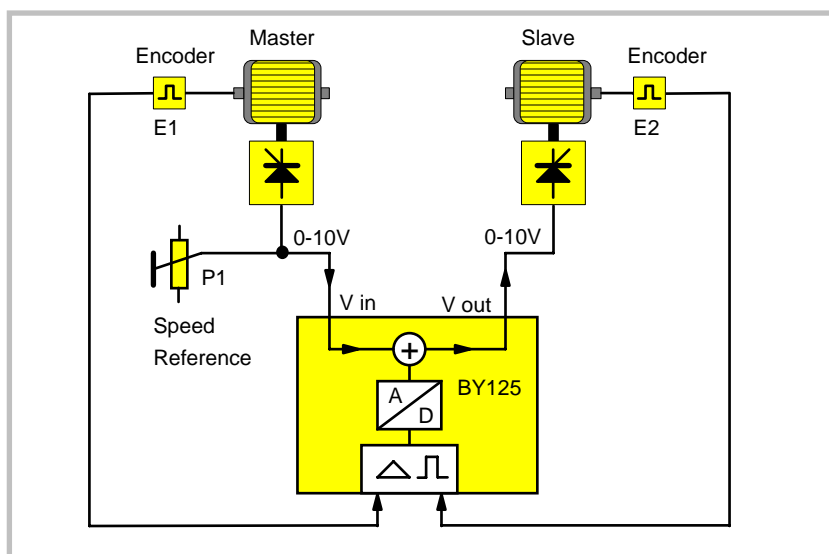 Master
Slave
Encoder
Encoder
E1
E2
0-10V
0-10V
P1
V in
V out
Speed
Reference
+
BY125
A
D